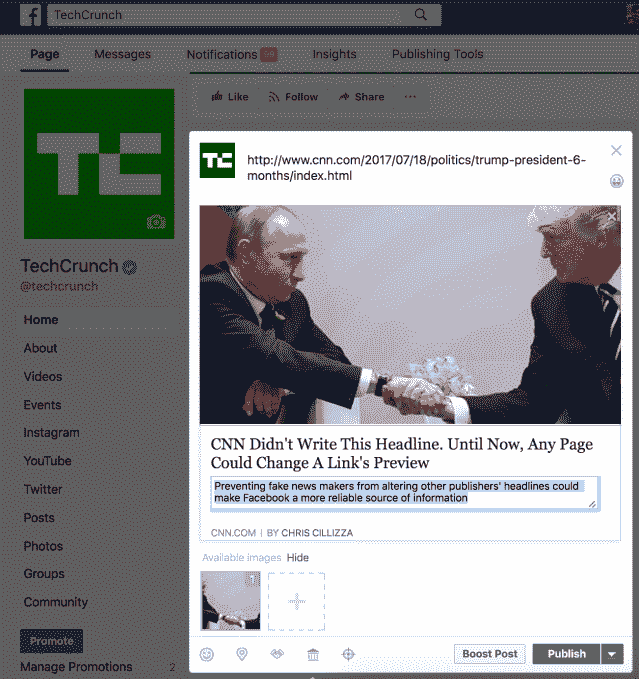 TechCrunch
Page Messages Notifications Insights Publishing Tools
Like Follow Share ...
TC
TC
http://www.cnn.com/2017/07/18/politics/trump-president-6-
months/index.html
TechCrunch
@techcrunch
Home
About
Videos
Events
Instagram
YouTube
Twitter
Posts
Photos
Groups
Community
Promote
Manage Promotions 2
CNN Didn't Write This Headline. Until Now, Any Page
Could Change A Link's Preview
Preventing fake news makers from altering other publishers' headlines could
make Facebook a more reliable source of information
CNN.COM | BY CHRIS CILLIZZA
Available images Hide
Boost Post Publish